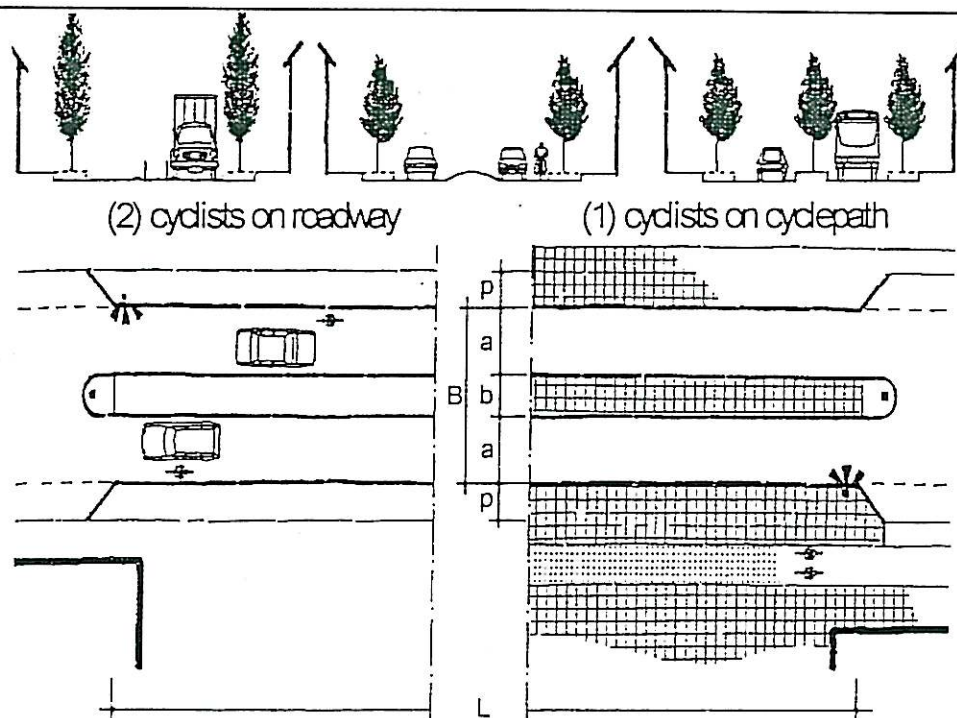 (2) cyclists on roadway
(1) cyclists on cyclepath
p
a
B
b
a
p
L